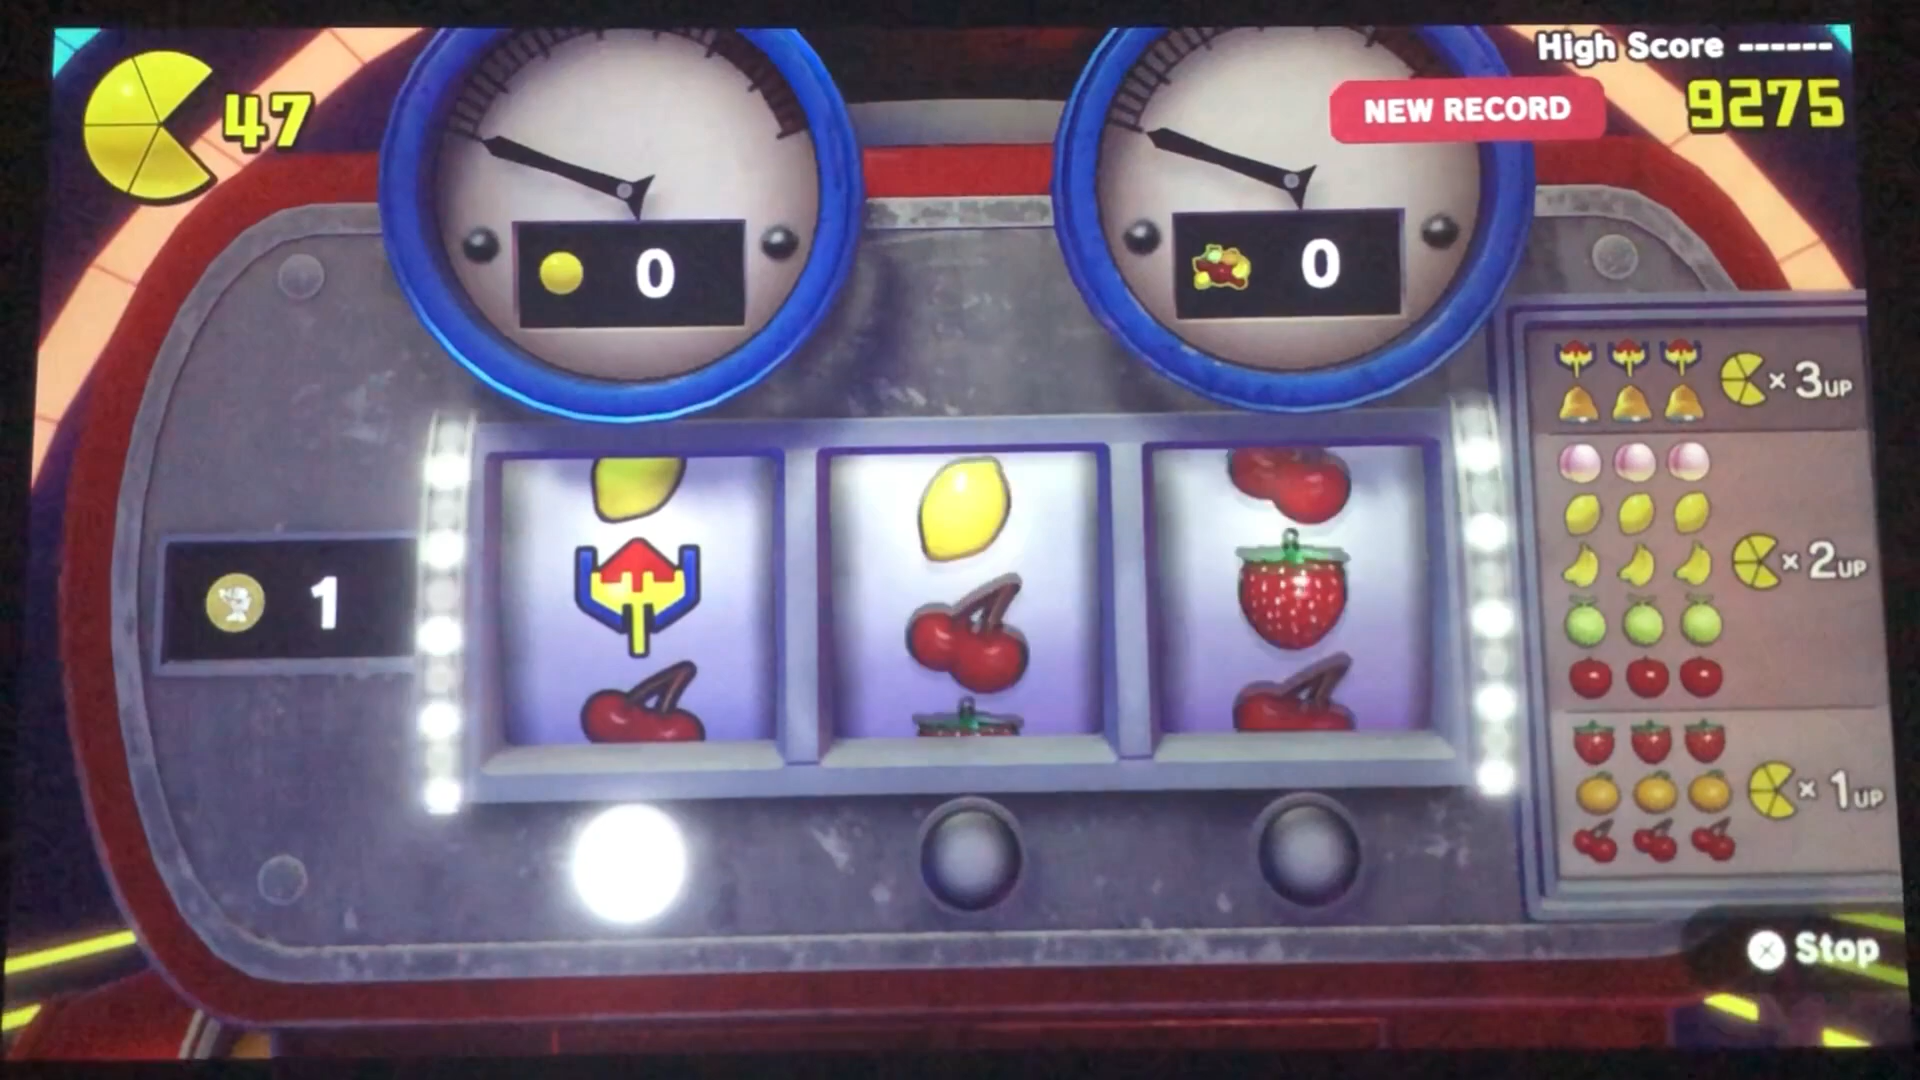 High Score ------
47
NEW RECORD
9275
0
0
× 3UP
× 2UP
1
× 1UP
Stop